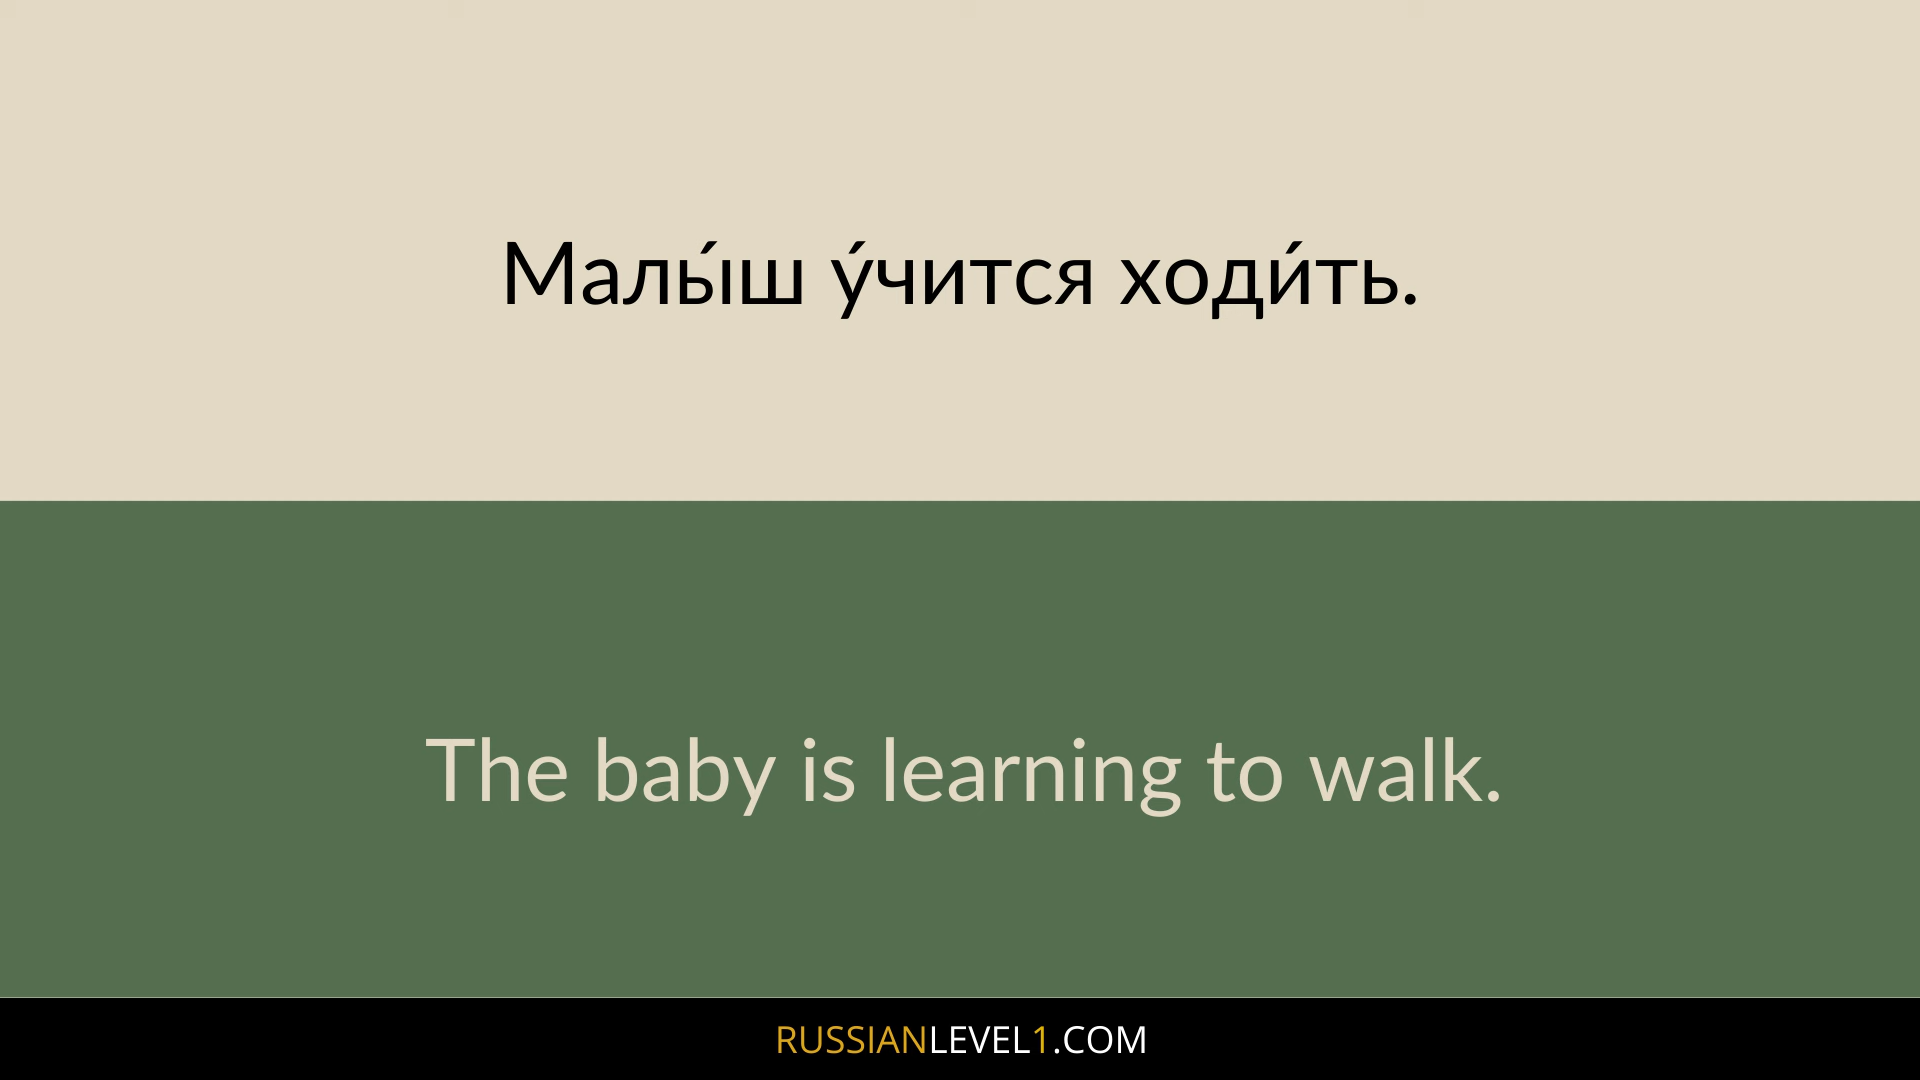 Малы́ш у́чится ходи́ть.
The baby is learning to walk.
RUSSIANLEVEL1.COM